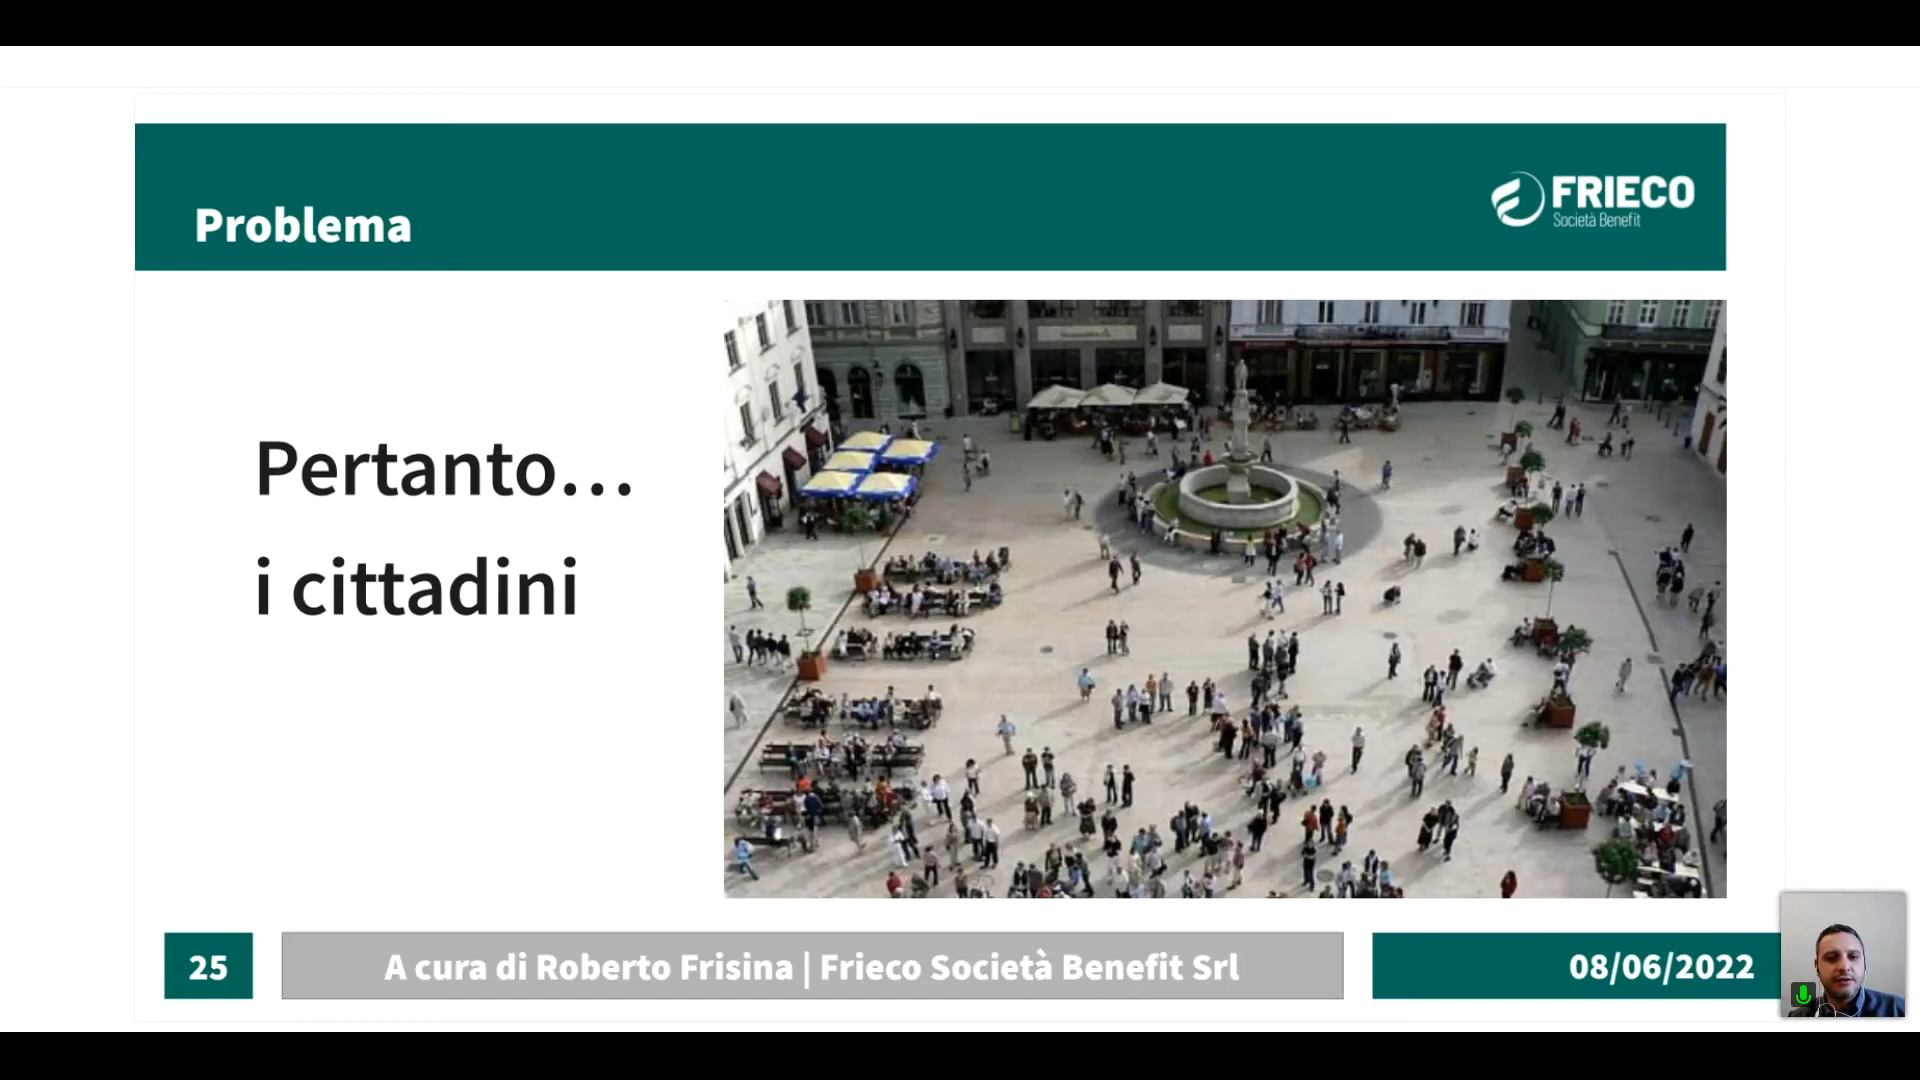 Problema
FRIECO
Società Benefit
Pertanto...
i cittadini
25
A cura di Roberto Frisina | Frieco Società Benefit Srl
08/06/2022